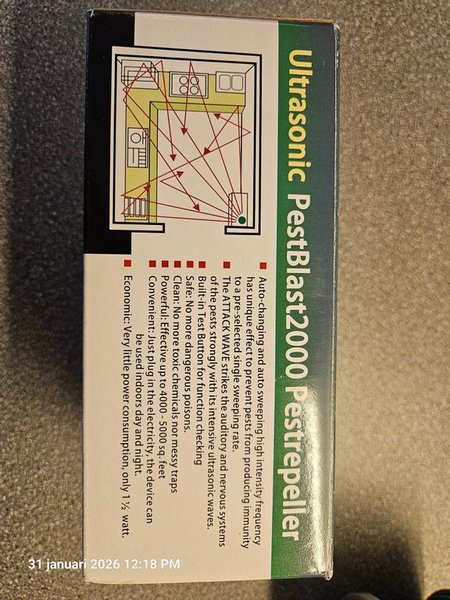 Ultrasonic PestBlast2000 Pestrepeller
Auto-changing and auto sweeping high intensity frequency
has unique effect to prevent pests from producing immunity
to a pre-selected single sweeping rate.
The ATTACK WAVE strikes the auditory and nervous systems
of the pests strongly with its intensive ultrasonic waves.
Built-in Test Button for function checking
Safe: No more dangerous poisons.
Clean: No more toxic chemicals nor messy traps
Powerful: Effective up to 4000 - 5000 sq. feet
Convenient: Just plug in the electricity, the device can
be used indoors day and night.
Economic: Very little power consumption, only 1 ½ watt.
31 januari 2026 12:18 PM